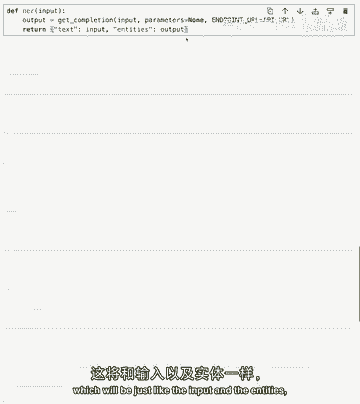 def ner(input):
output = get_completion(input, parameters=None, ENDPOINT_URL=API_URL)
return {"text": input, "entities": output}
这将和输入以及实体一样，
which will be just like the input and the entities,